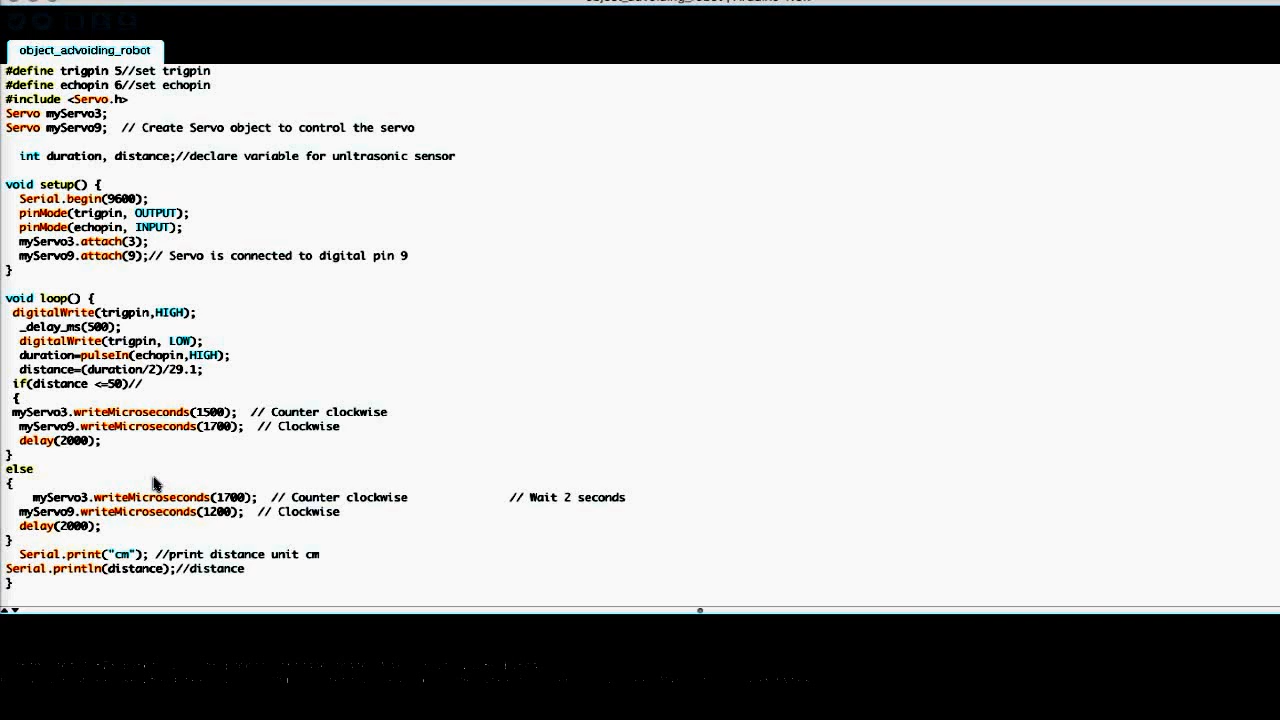 object_advoiding_robot
#define trigpin 5//set trigpin
#define echopin 6//set echopin
#include <Servo.h>
Servo myServo3;
Servo myServo9;  // Create Servo object to control the servo
int duration, distance;//declare variable for unltrasonic sensor
void setup() {
Serial.begin(9600);
pinMode(trigpin, OUTPUT);
pinMode(echopin, INPUT);
myServo3.attach(3);
myServo9.attach(9);// Servo is connected to digital pin 9
}
void loop() {
digitalWrite(trigpin,HIGH);
_delay_ms(500);
digitalWrite(trigpin, LOW);
duration=pulseIn(echopin,HIGH);
distance=(duration/2)/29.1;
if(distance <=50)//
{
myServo3.writeMicroseconds(1500);  // Counter clockwise
myServo9.writeMicroseconds(1700);  // Clockwise
delay(2000);
}
else
{
myServo3.writeMicroseconds(1700);  // Counter clockwise               // Wait 2 seconds
myServo9.writeMicroseconds(1200);  // Clockwise
delay(2000);
}
Serial.print("cm"); //print distance unit cm
Serial.println(distance);//distance
}